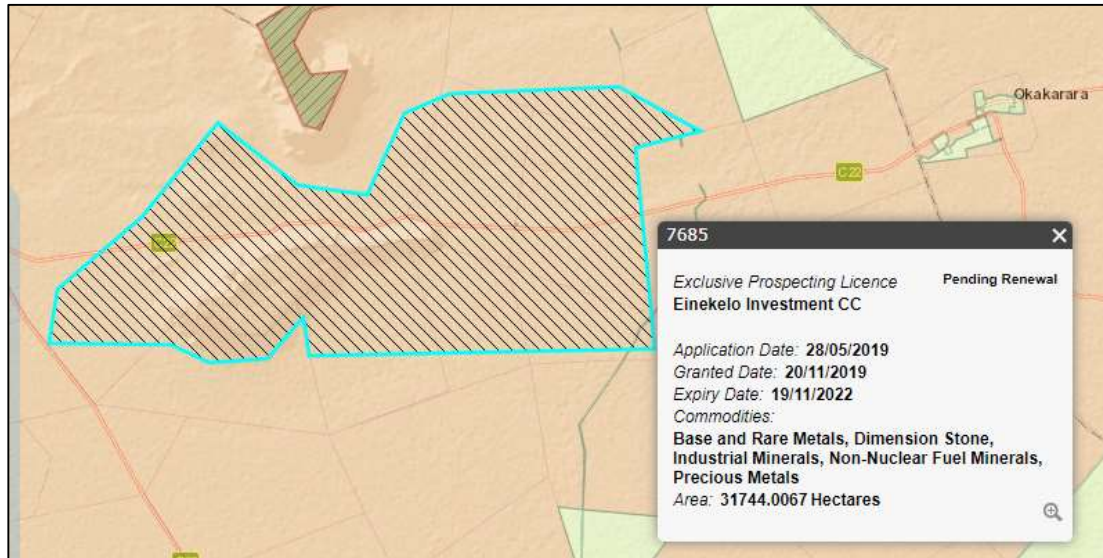 Okakarara
C22
7685
Exclusive Prospecting Licence Pending Renewal
Einekelo Investment CC
Application Date: 28/05/2019
Granted Date: 20/11/2019
Expiry Date: 19/11/2022
Commodities:
Base and Rare Metals, Dimension Stone,
Industrial Minerals, Non-Nuclear Fuel Minerals,
Precious Metals
Area: 31744.0067 Hectares